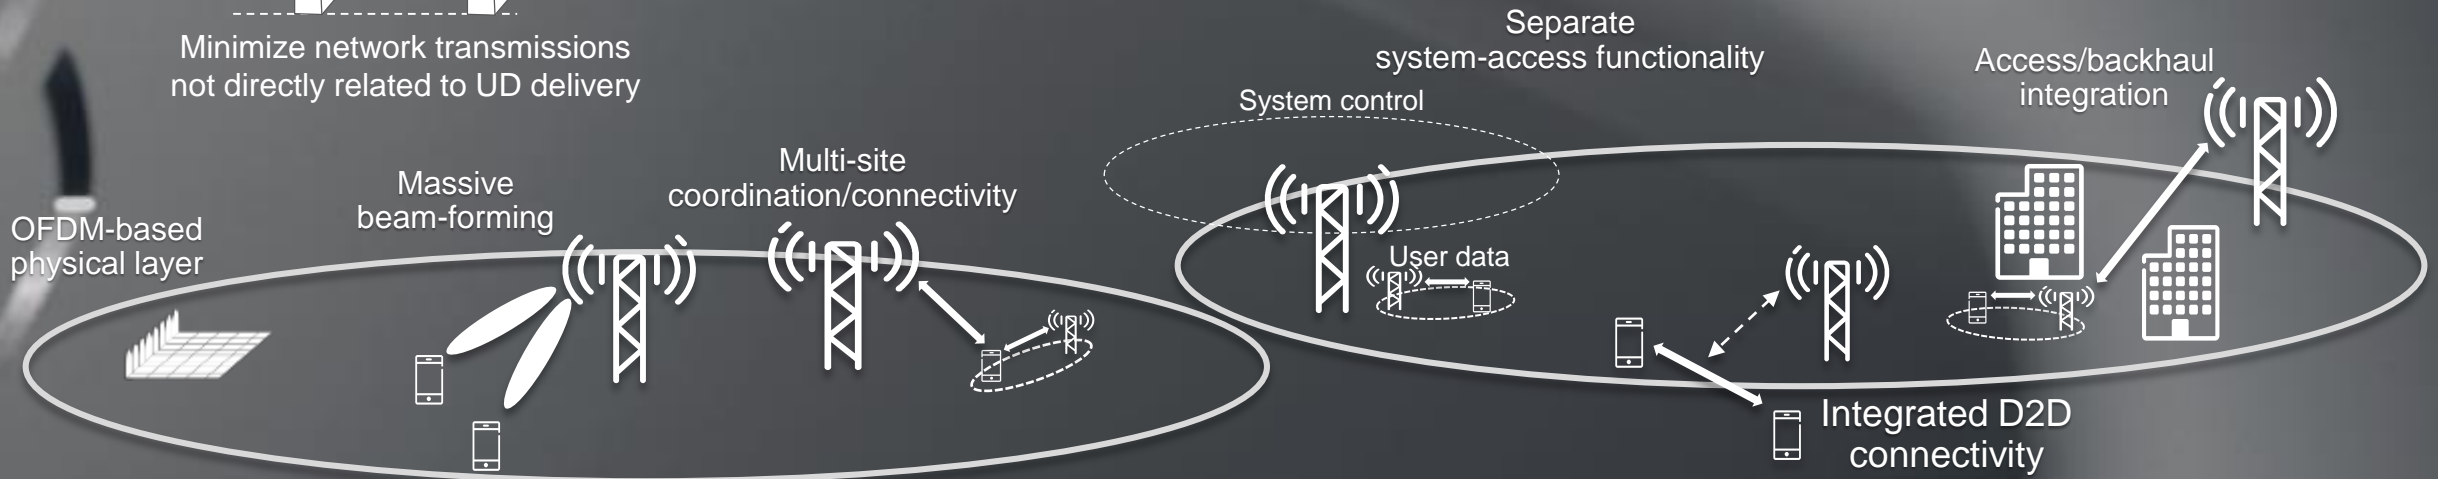 Minimize network transmissions
not directly related to UD delivery
Separate
system-access functionality
Access/backhaul
integration
System control
Multi-site
coordination/connectivity
Massive
beam-forming
OFDM-based
physical layer
User data
Integrated D2D
connectivity